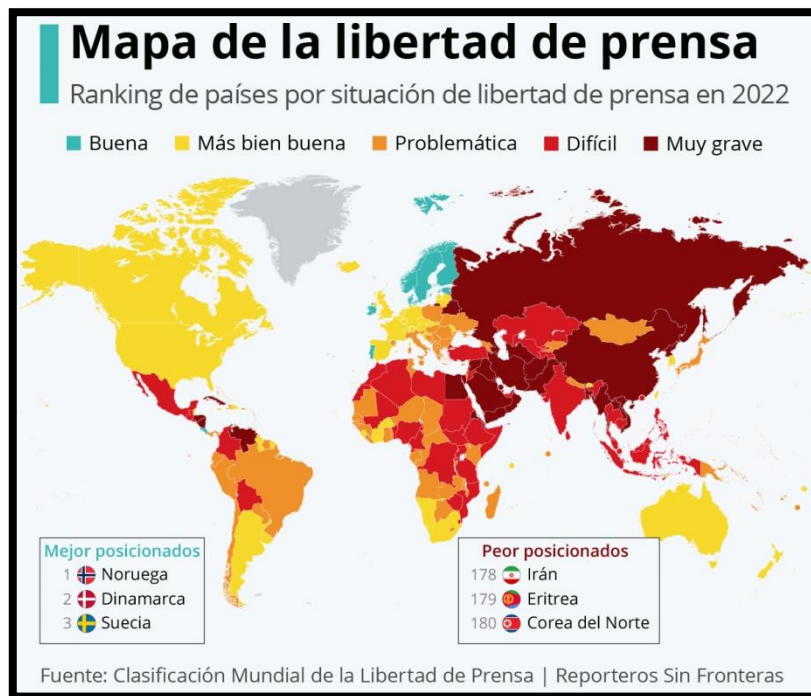 Mapa de la libertad de prensa
Ranking de países por situación de libertad de prensa en 2022
Buena Más bien buena Problemática Difícil Muy grave
Mejor posicionados
1 Noruega
2 Dinamarca
3 Suecia
Peor posicionados
178 Irán
179 Eritrea
180 Corea del Norte
Fuente: Clasificación Mundial de la Libertad de Prensa | Reporteros Sin Fronteras